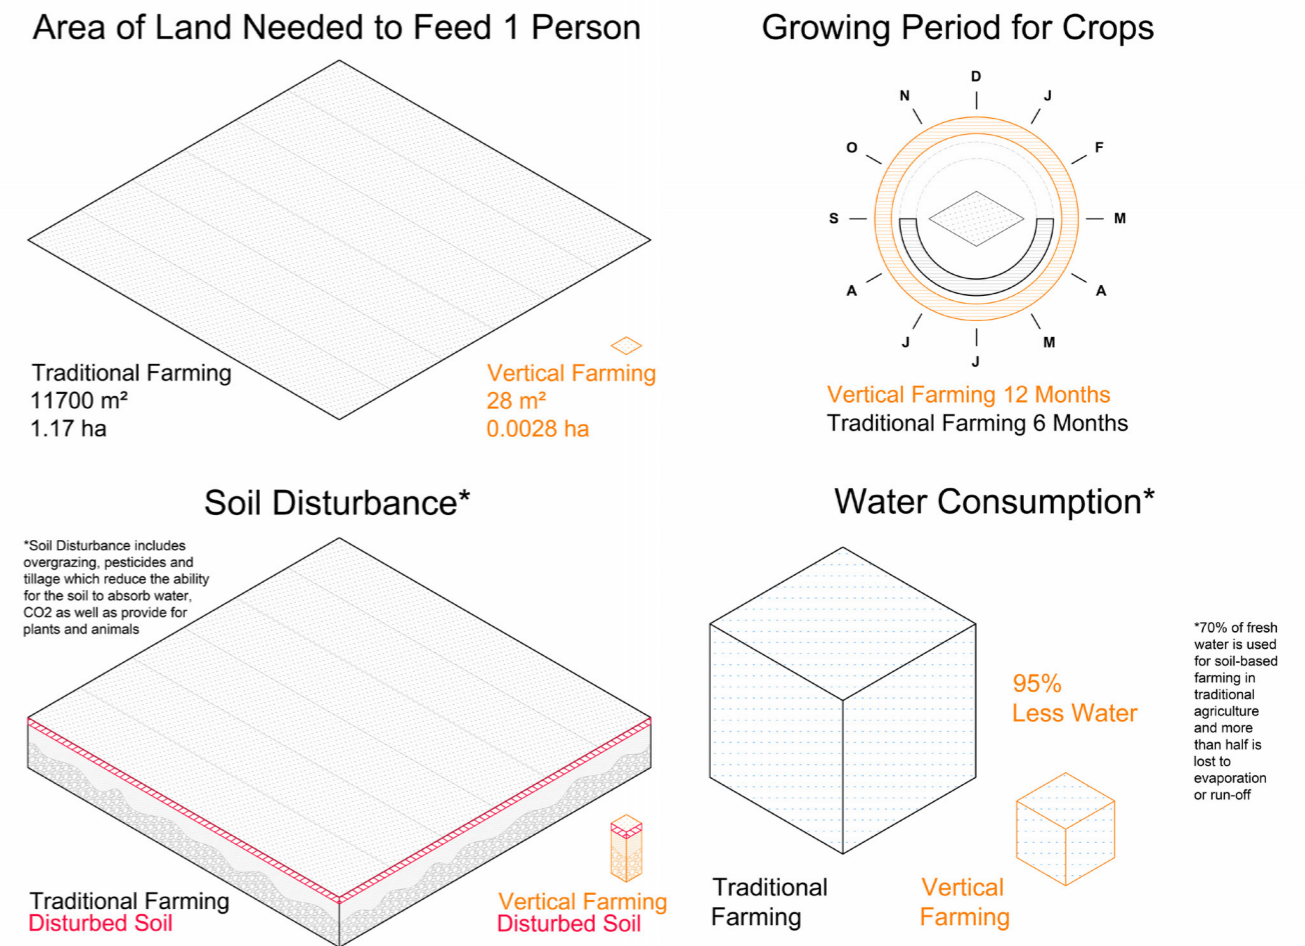 Area of Land Needed to Feed 1 Person
Traditional Farming
11700 m²
1.17 ha
Vertical Farming
28 m²
0.0028 ha
Growing Period for Crops
D
J
F
M
A
M
J
J
A
S
O
N
Vertical Farming 12 Months
Traditional Farming 6 Months
Soil Disturbance*
*Soil Disturbance includes
overgrazing, pesticides and
tillage which reduce the ability
for the soil to absorb water,
CO2 as well as provide for
plants and animals
Traditional Farming
Disturbed Soil
Vertical Farming
Disturbed Soil
Water Consumption*
95%
Less Water
*70% of fresh
water is used
for soil-based
farming in
traditional
agriculture
and more
than half is
lost to
evaporation
or run-off
Traditional
Farming
Vertical
Farming